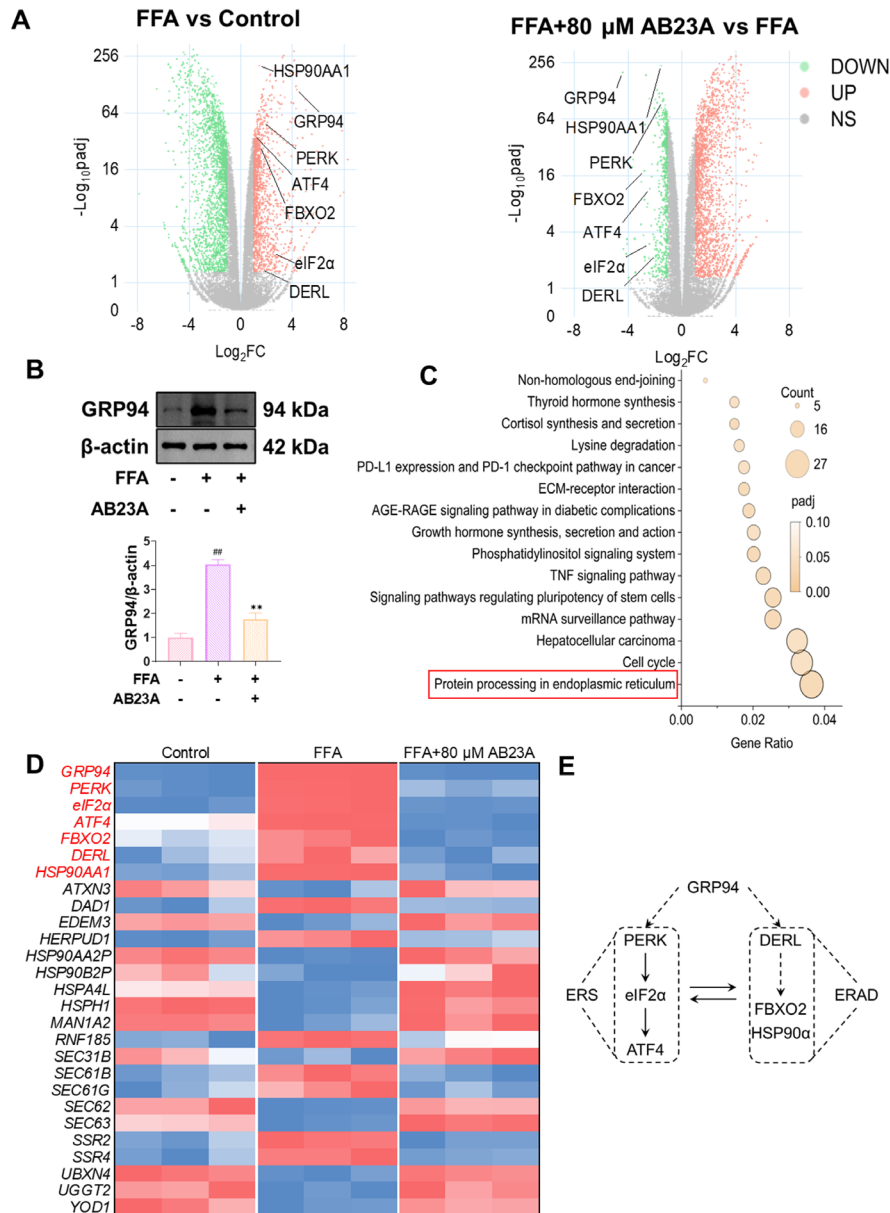 A
FFA vs Control
256
64
16
4
1
0
-Log10padj
-8
-4
0
4
8
Log2FC
HSP90AA1
GRP94
PERK
ATF4
FBXO2
eIF2α
DERL
FFA+80 μM AB23A vs FFA
256
64
16
4
1
0
-Log10padj
-8
-4
0
4
8
Log2FC
GRP94
HSP90AA1
PERK
FBXO2
ATF4
eIF2α
DERL
DOWN
UP
NS
B
GRP94
94 kDa
β-actin
42 kDa
FFA - + +
AB23A - - +
GRP94/β-actin
5
4
3
2
1
0
##
**
FFA - + +
AB23A - - +
C
Non-homologous end-joining
Thyroid hormone synthesis
Cortisol synthesis and secretion
Lysine degradation
PD-L1 expression and PD-1 checkpoint pathway in cancer
ECM-receptor interaction
AGE-RAGE signaling pathway in diabetic complications
Growth hormone synthesis, secretion and action
Phosphatidylinositol signaling system
TNF signaling pathway
Signaling pathways regulating pluripotency of stem cells
mRNA surveillance pathway
Hepatocellular carcinoma
Cell cycle
Protein processing in endoplasmic reticulum
0.00
0.02
0.04
Gene Ratio
Count
5
16
27
padj
0.10
0.05
0.00
D
Control
FFA
FFA+80 μM AB23A
GRP94
PERK
eIF2α
ATF4
FBXO2
DERL
HSP90AA1
ATXN3
DAD1
EDEM3
HERPUD1
HSP90AA2P
HSP90B2P
HSPA4L
HSPH1
MAN1A2
RNF185
SEC31B
SEC61B
SEC61G
SEC62
SEC63
SSR2
SSR4
UBXN4
UGGT2
YOD1
E
GRP94
PERK
eIF2α
ATF4
ERS
DERL
FBXO2
HSP90α
ERAD